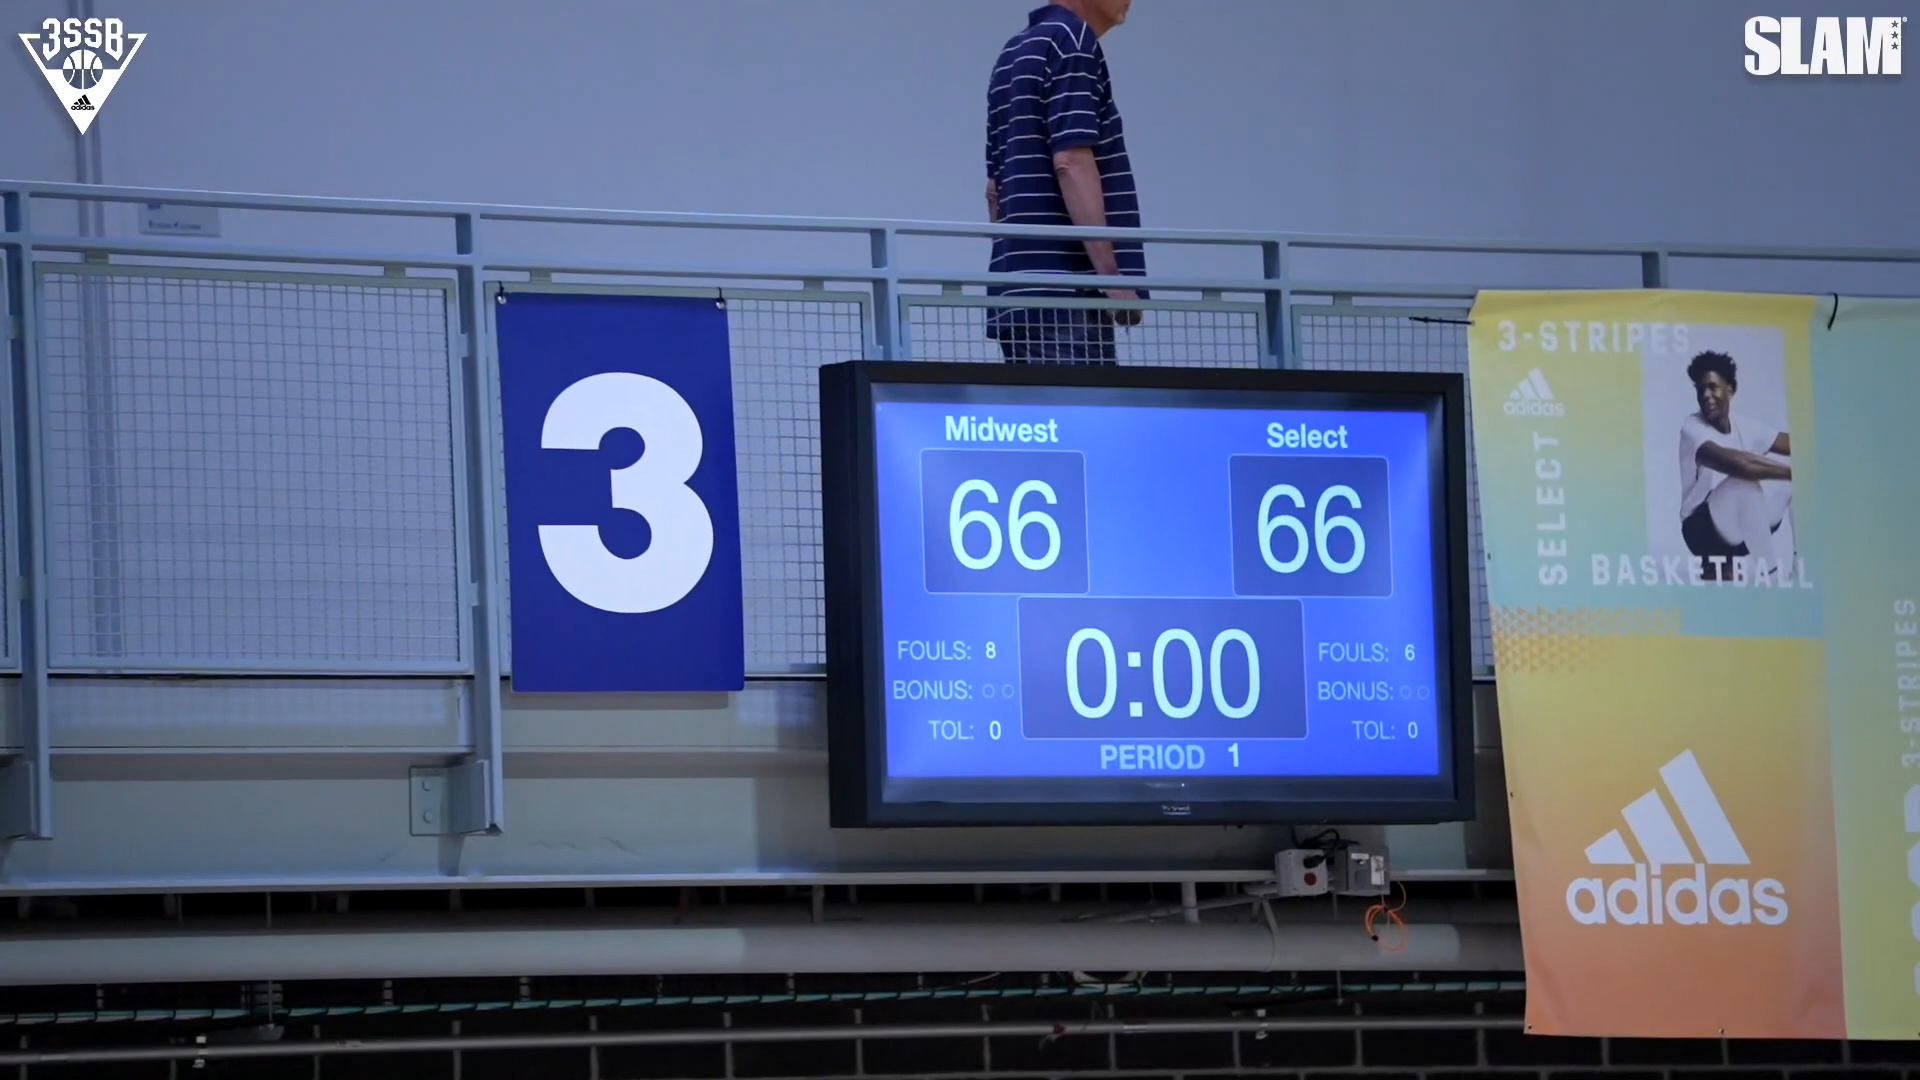 3SSB
adidas
SLAM
3
Midwest
Select
66
66
FOULS: 8
0:00
FOULS: 6
BONUS:
BONUS:
TOL: 0
TOL: 0
PERIOD 1
3-STRIPES
adidas
SELECT
BASKETBALL
adidas
3-STRIPES